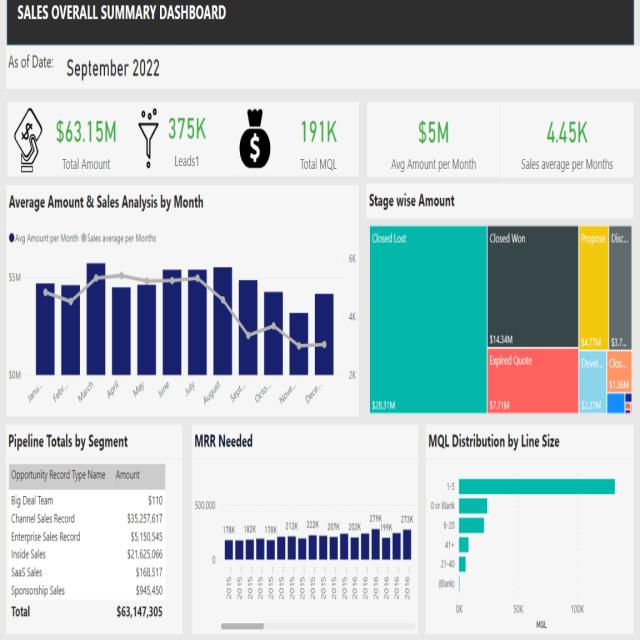 SALES OVERALL SUMMARY DASHBOARD
As of Date: September 2022
$63.15M
Total Amount
375K
Leads1
191K
Total MQL
$5M
Avg Amount per Month
4.45K
Sales average per Months
Average Amount & Sales Analysis by Month
Avg Amount per Month Sales average per Months
$5M
$0M
6K
4K
2K
Janu...
Febr...
March
April
May
June
July
August
Sept...
Octo...
Nove...
Dece...
Stage wise Amount
Closed Lost
$28.31M
Closed Won
$14.34M
Expired Quote
$7.71M
Propose
$4.77M
Disc...
$3.7...
Devel...
$2.27M
Clos...
$1.36M
Pipeline Totals by Segment
Opportunity Record Type Name Amount
Big Deal Team $110
Channel Sales Record $35,257,617
Enterprise Sales Record $5,150,545
Inside Sales $21,625,066
SaaS Sales $168,517
Sponsorship Sales $945,450
Total $63,147,305
MRR Needed
500,000
0
178K 182K 178K 212K 222K 207K 202K 279K 199K 273K
2015 — 2015 — 2015 — 2015 — 2015 — 2015 — 2015 — 2015 — 2015 — 2015 — 2015 — 2015 — 2016 — 2016 — 2016 — 2016 — 2016 —
MQL Distribution by Line Size
1-5
0 or Blank
6-20
41+
21-40
(Blank)
0K 50K 100K
MQL